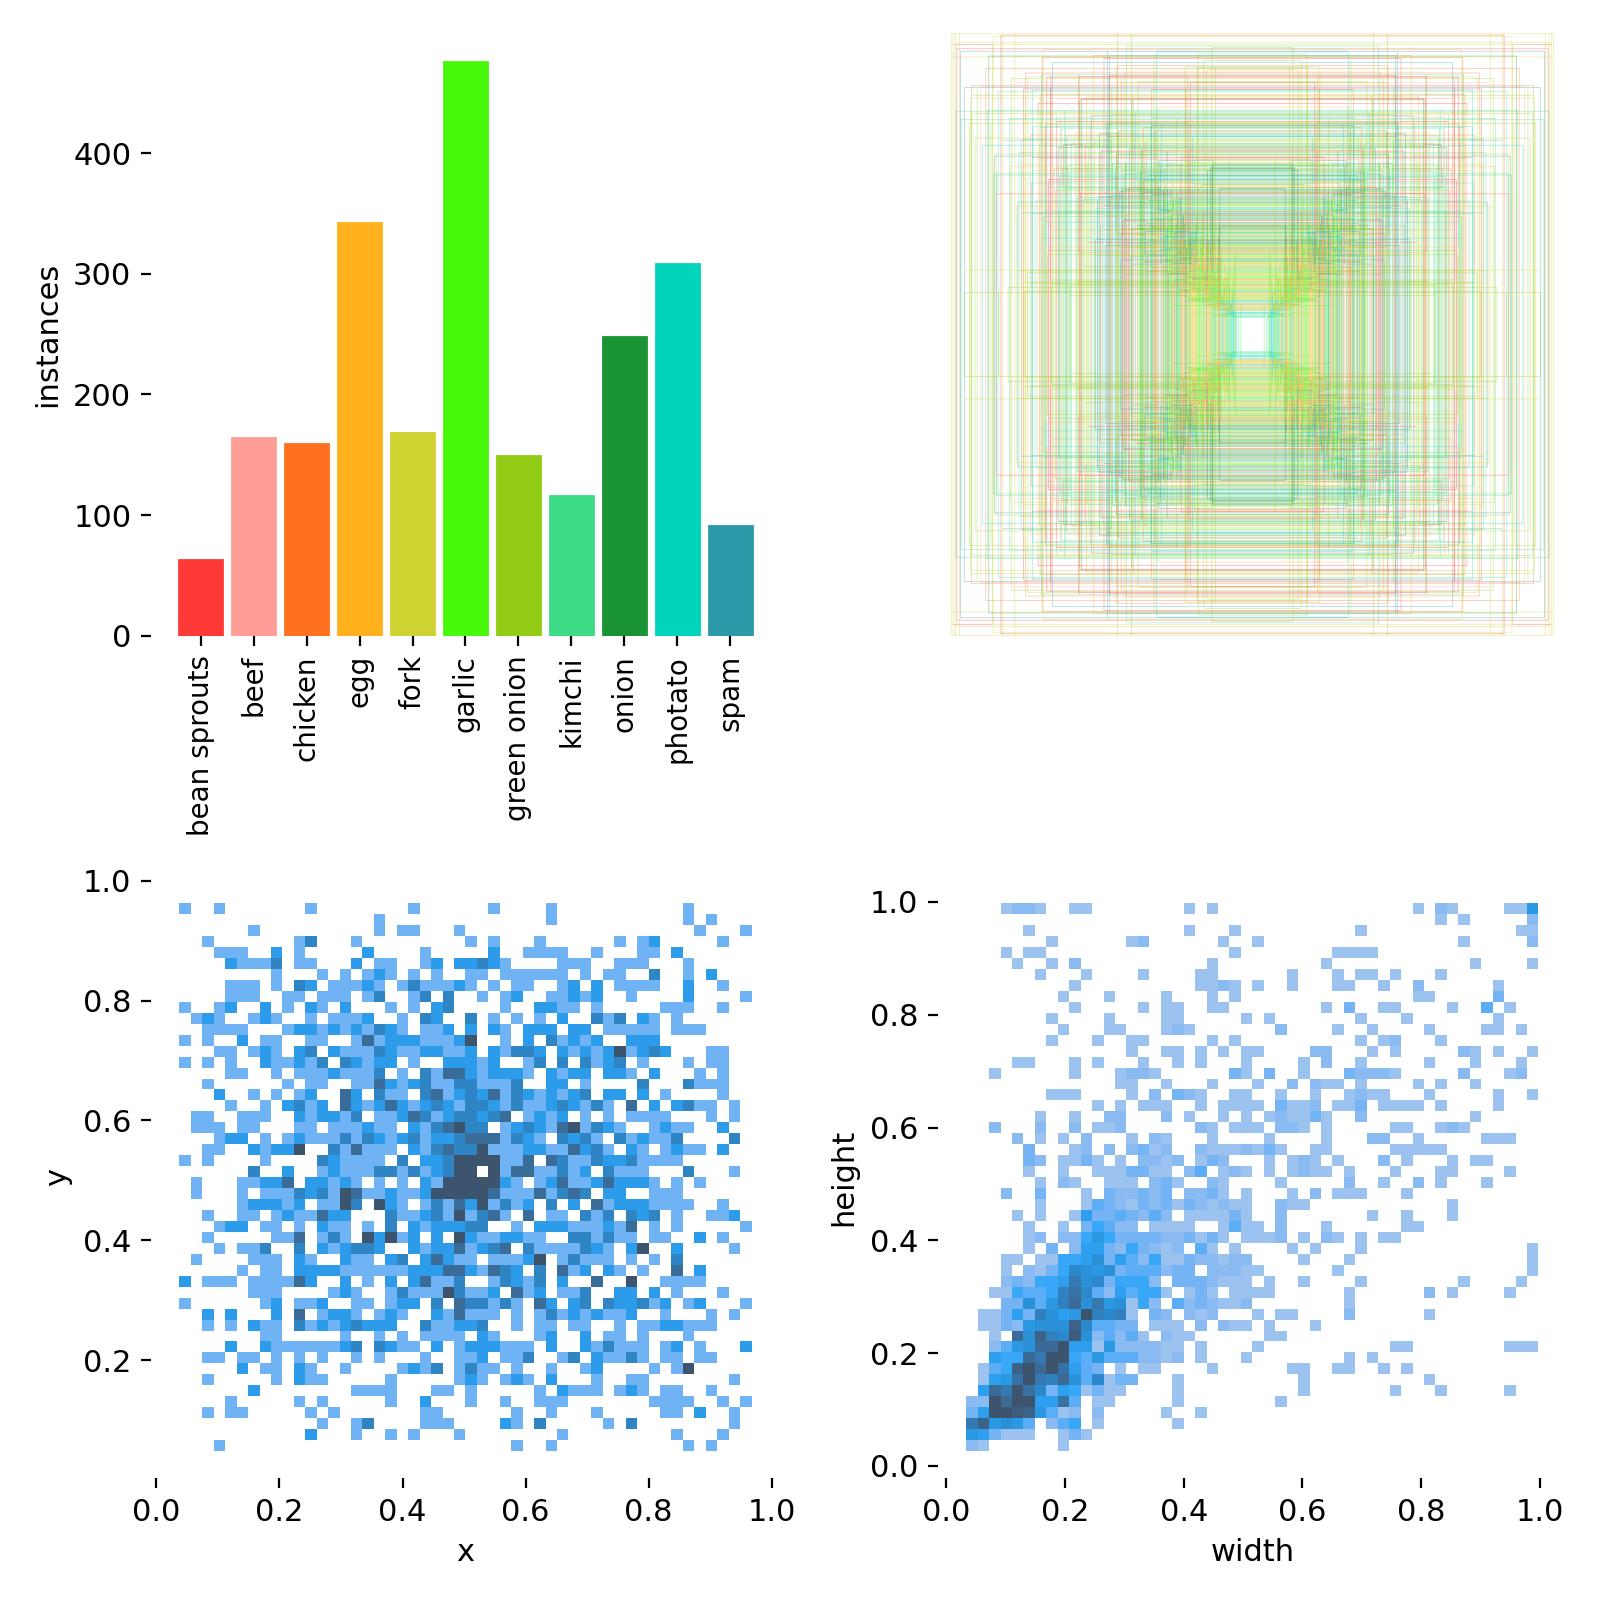 instances
400
300
200
100
0
bean sprouts
beef
chicken
egg
fork
garlic
green onion
kimchi
onion
photato
spam
y
1.0
0.8
0.6
0.4
0.2
0.0 0.2 0.4 0.6 0.8 1.0
x
height
1.0
0.8
0.6
0.4
0.2
0.0
0.0 0.2 0.4 0.6 0.8 1.0
width